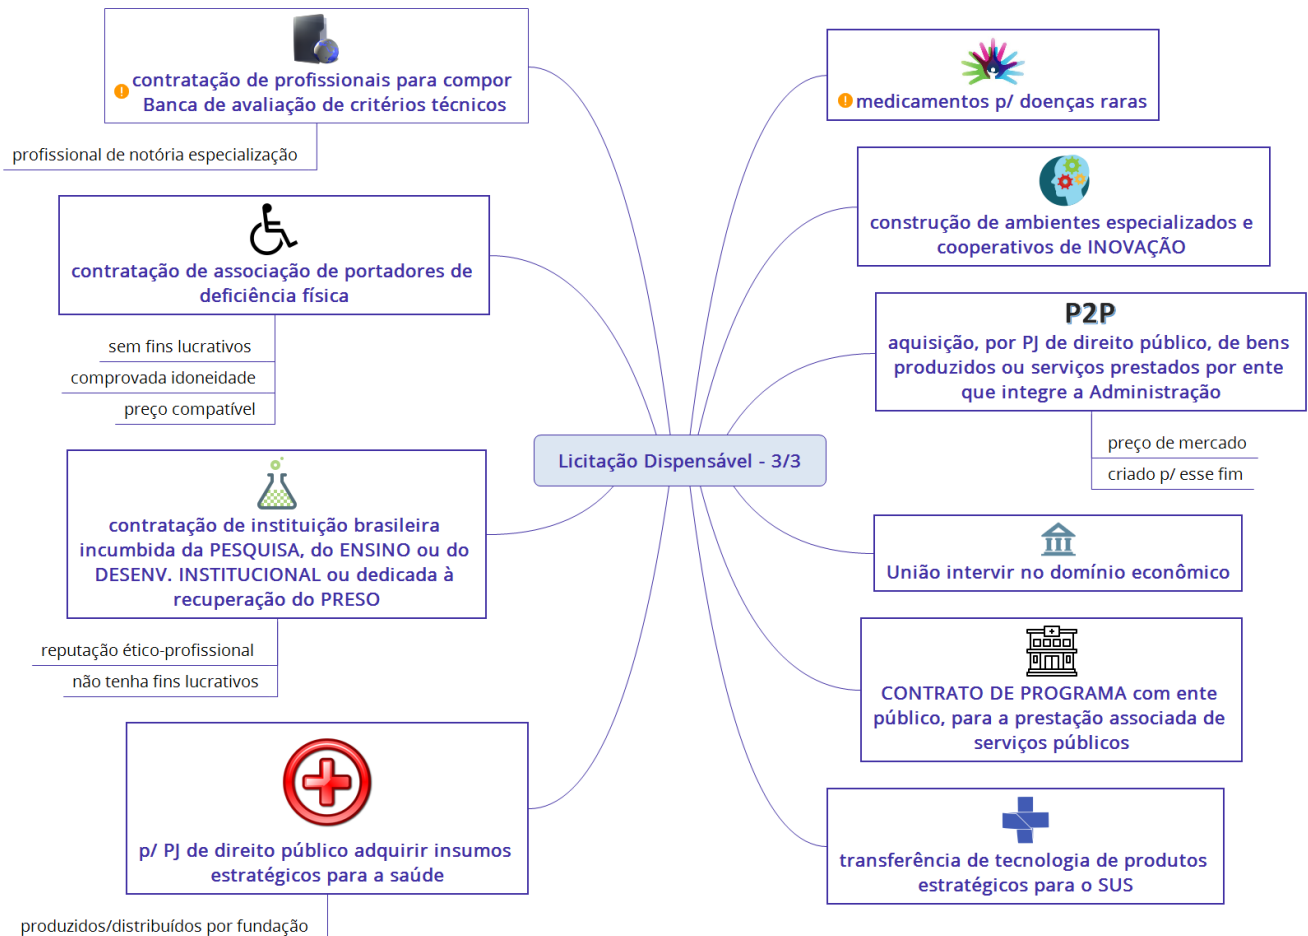 contratação de profissionais para compor
Banca de avaliação de critérios técnicos
profissional de notória especialização
contratação de associação de portadores de
deficiência física
sem fins lucrativos
comprovada idoneidade
preço compatível
contratação de instituição brasileira
incumbida da PESQUISA, do ENSINO ou do
DESENV. INSTITUCIONAL ou dedicada à
recuperação do PRESO
reputação ético-profissional
não tenha fins lucrativos
p/ PJ de direito público adquirir insumos
estratégicos para a saúde
produzidos/distribuídos por fundação
Licitação Dispensável - 3/3
medicamentos p/ doenças raras
construção de ambientes especializados e
cooperativos de INOVAÇÃO
P2P
aquisição, por PJ de direito público, de bens
produzidos ou serviços prestados por ente
que integre a Administração
preço de mercado
criado p/ esse fim
União intervir no domínio econômico
CONTRATO DE PROGRAMA com ente
público, para a prestação associada de
serviços públicos
transferência de tecnologia de produtos
estratégicos para o SUS